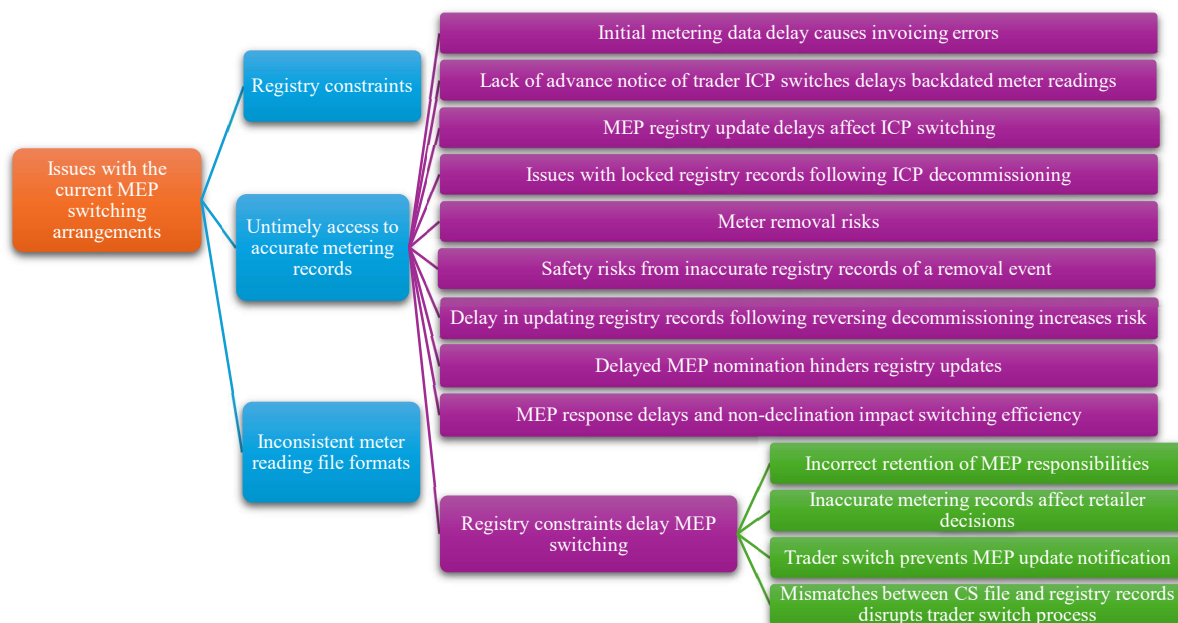 Issues with the
current MEP
switching
arrangements
Registry constraints
Untimely access to
accurate metering
records
Inconsistent meter
reading file formats
Initial metering data delay causes invoicing errors
Lack of advance notice of trader ICP switches delays backdated meter readings
MEP registry update delays affect ICP switching
Issues with locked registry records following ICP decommissioning
Meter removal risks
Safety risks from inaccurate registry records of a removal event
Delay in updating registry records following reversing decommissioning increases risk
Delayed MEP nomination hinders registry updates
MEP response delays and non-declination impact switching efficiency
Registry constraints delay MEP
switching
Incorrect retention of MEP responsibilities
Inaccurate metering records affect retailer
decisions
Trader switch prevents MEP update notification
Mismatches between CS file and registry records
disrupts trader switch process